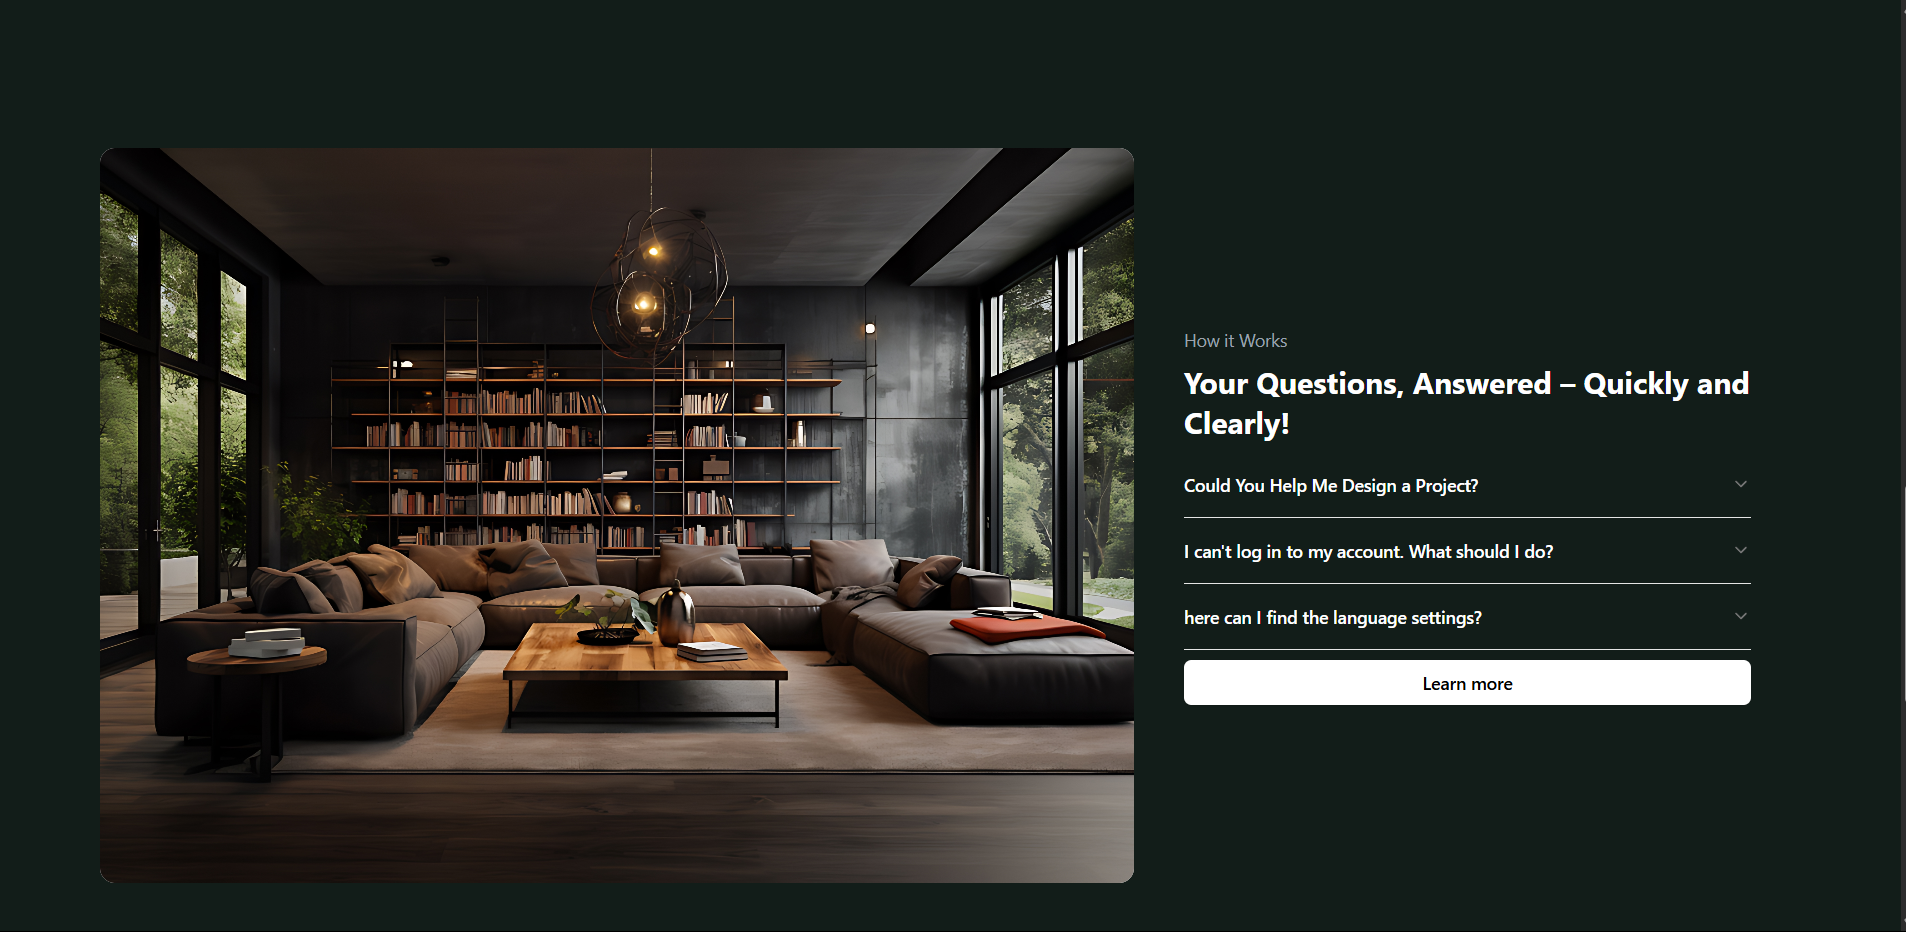 How it Works
Your Questions, Answered – Quickly and
Clearly!
Could You Help Me Design a Project?
I can't log in to my account. What should I do?
here can I find the language settings?
Learn more